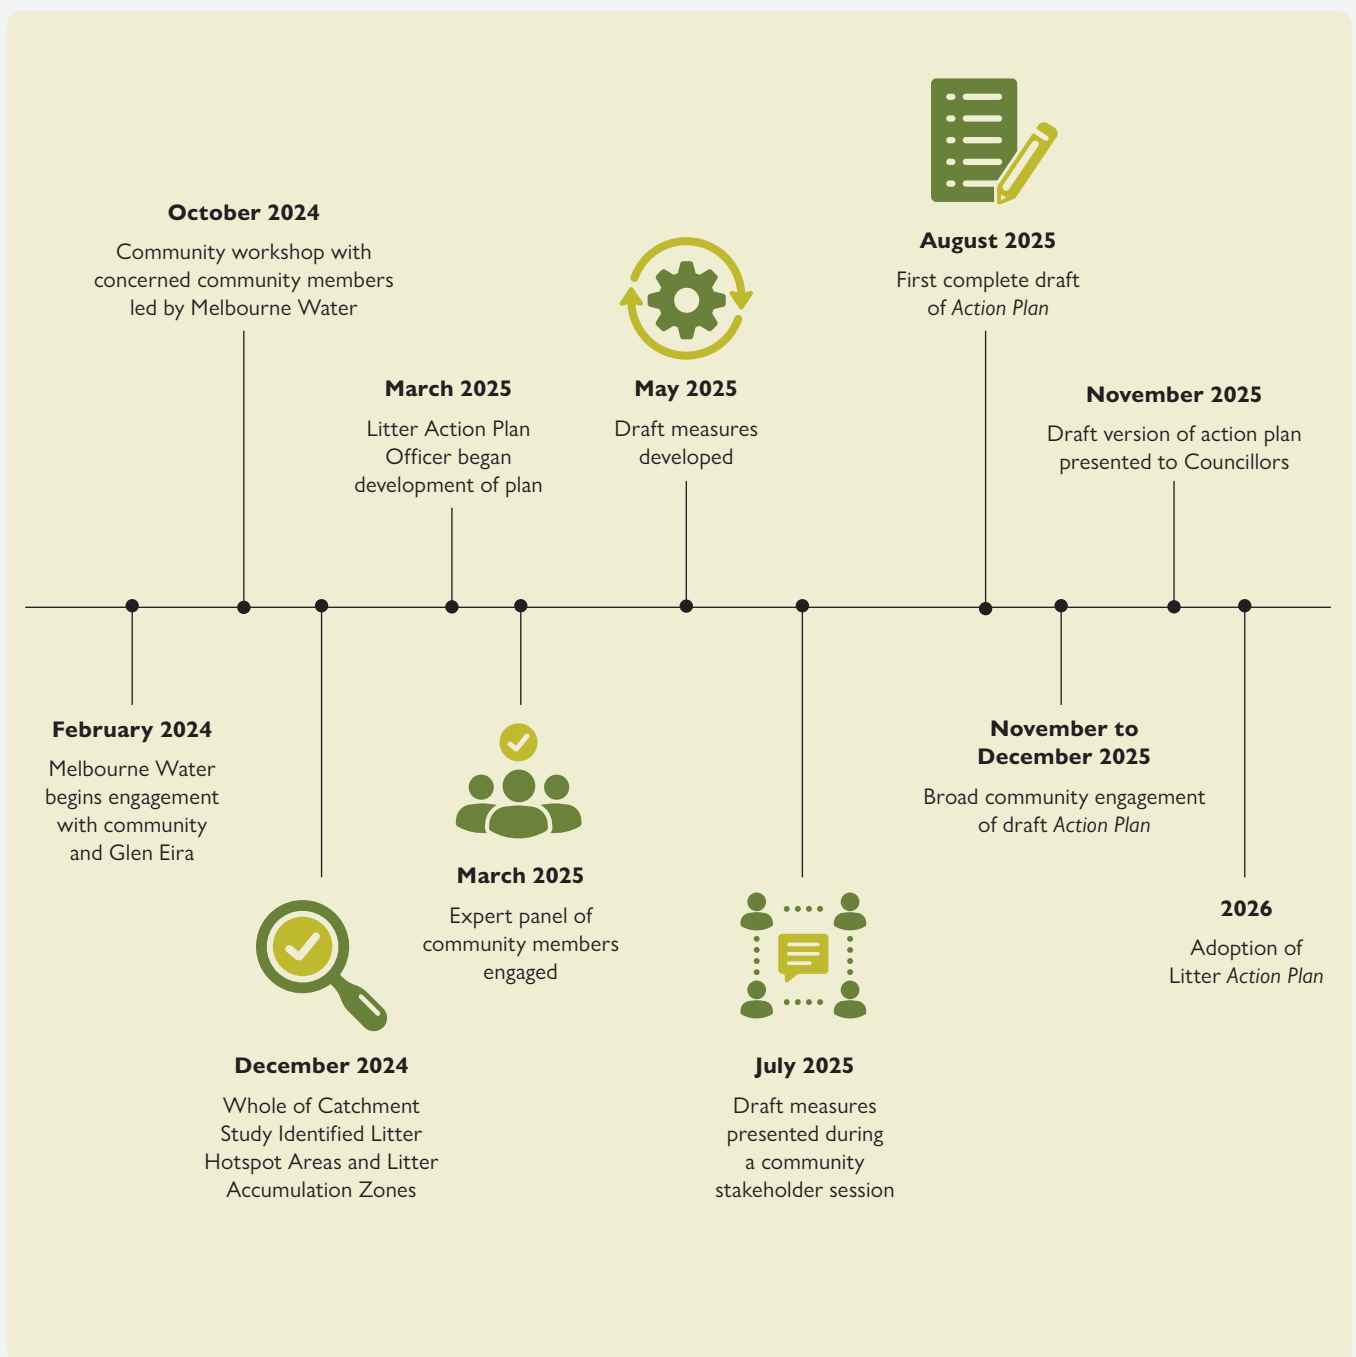 February 2024
Melbourne Water
begins engagement
with community
and Glen Eira
October 2024
Community workshop with
concerned community members
led by Melbourne Water
December 2024
Whole of Catchment
Study Identified Litter
Hotspot Areas and Litter
Accumulation Zones
March 2025
Litter Action Plan
Officer began
development of plan
March 2025
Expert panel of
community members
engaged
May 2025
Draft measures
developed
July 2025
Draft measures
presented during
a community
stakeholder session
August 2025
First complete draft
of Action Plan
November to
December 2025
Broad community engagement
of draft Action Plan
November 2025
Draft version of action plan
presented to Councillors
2026
Adoption of
Litter Action Plan